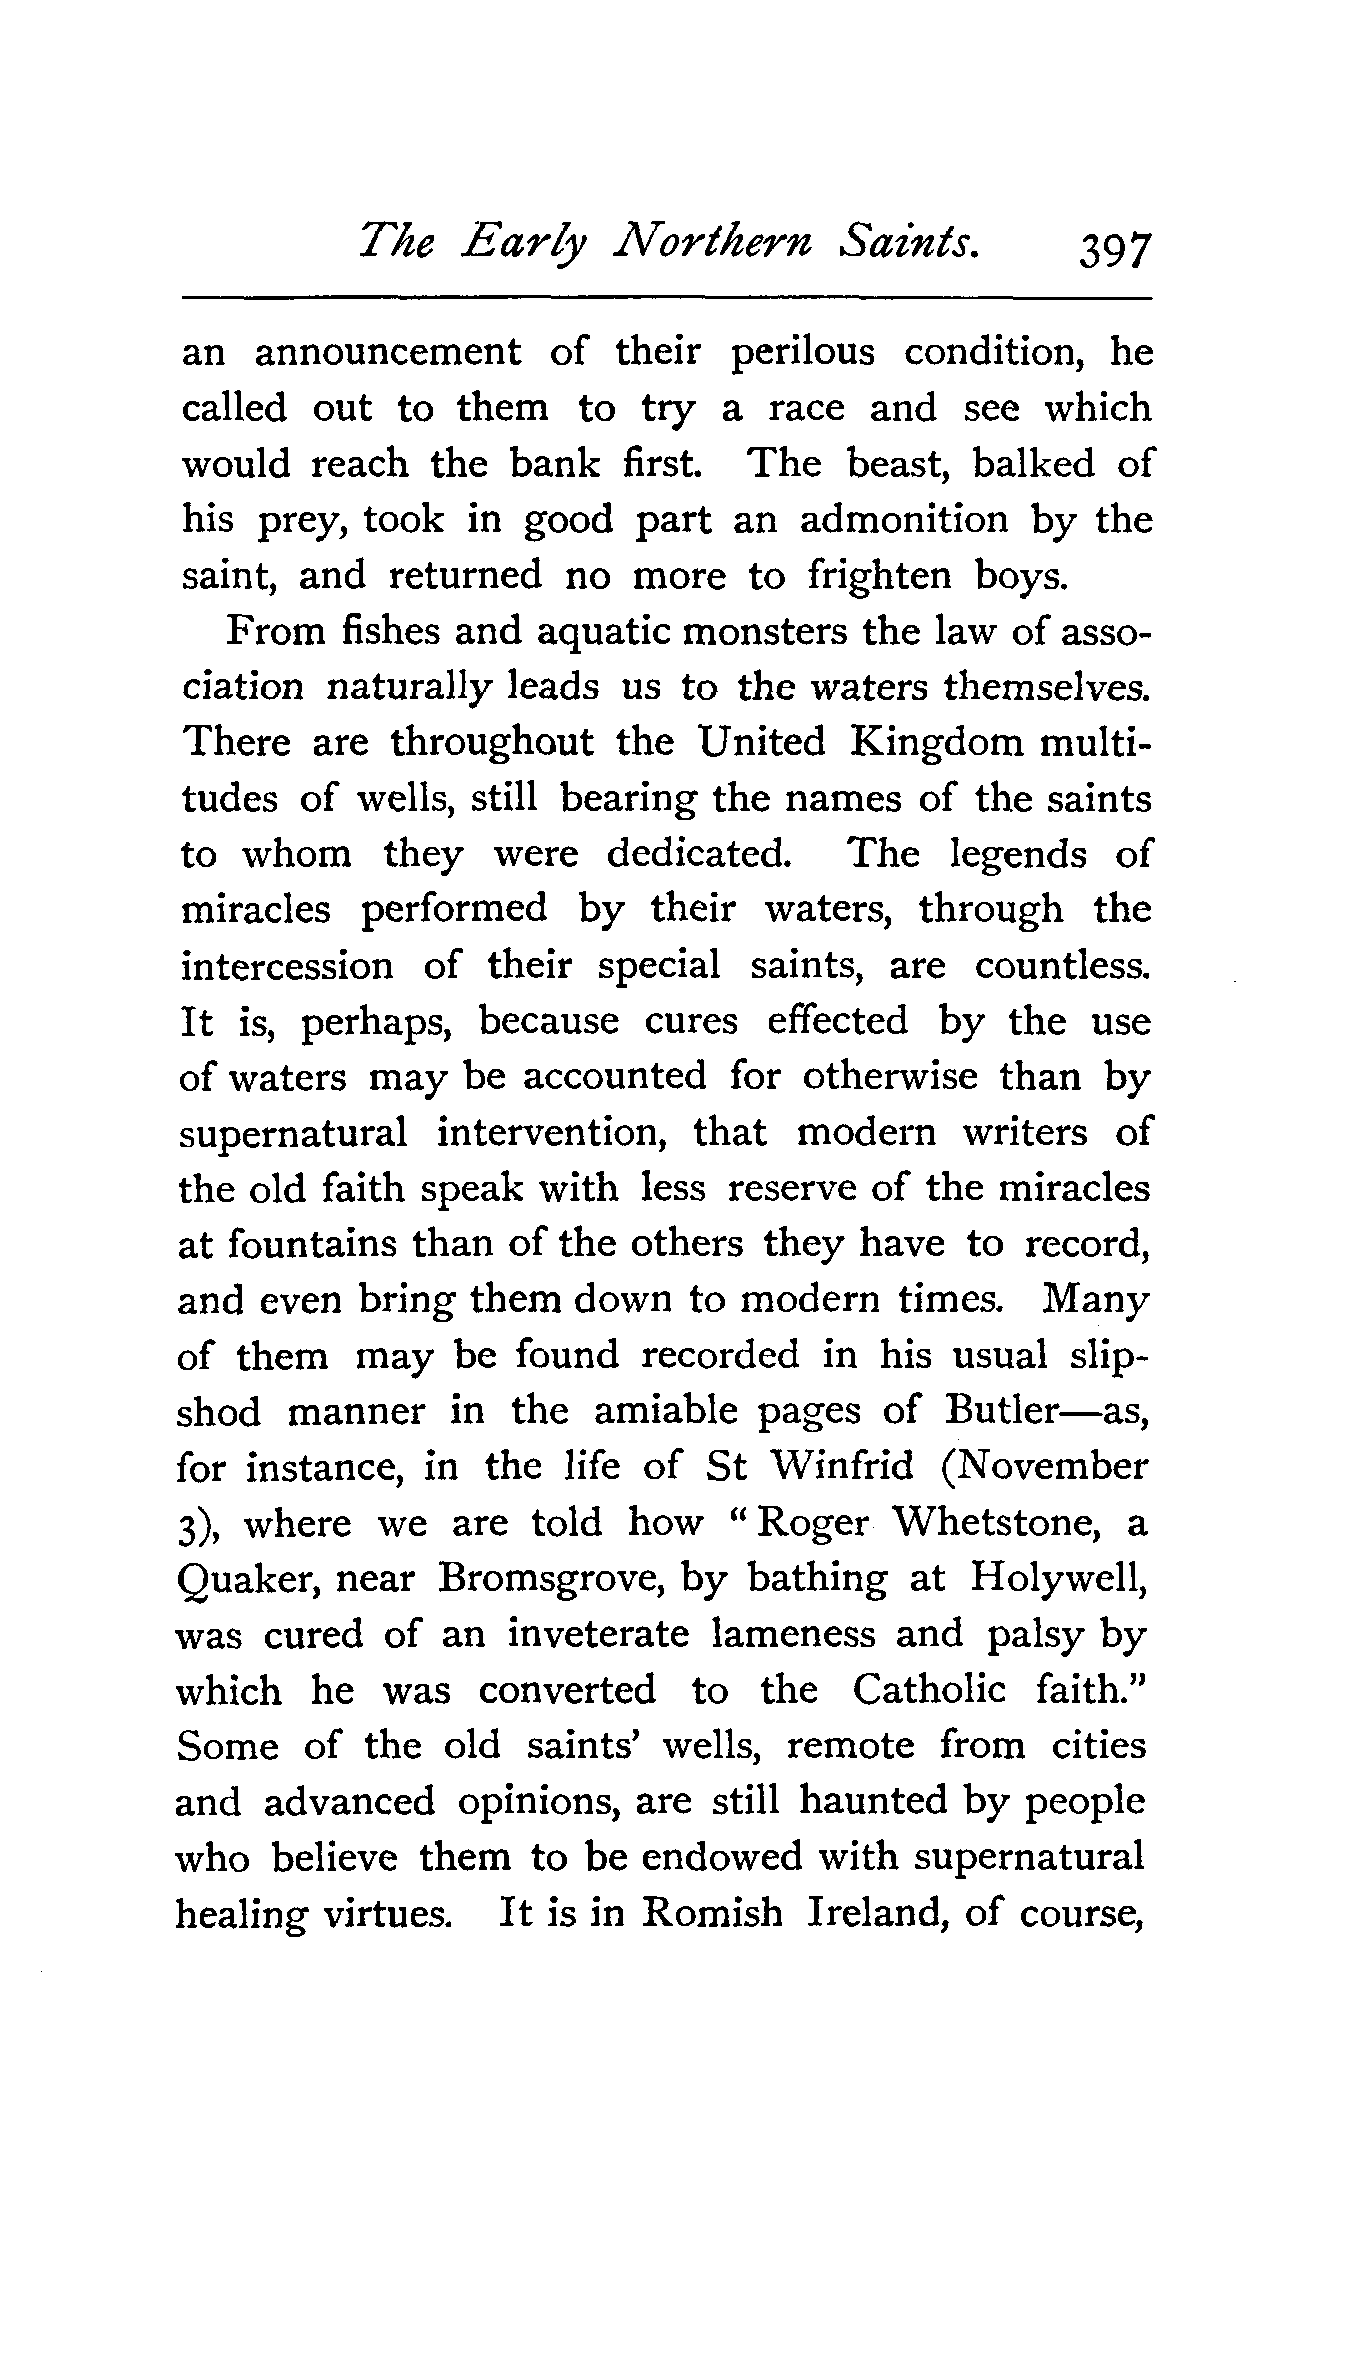 The Early Northern Saints. 397
an announcement of their perilous condition, he
called out to them to try a race and see which
would reach the bank first. The beast, balked of
his prey, took in good part an admonition by the
saint, and returned no more to frighten boys.
From fishes and aquatic monsters the law of asso-
ciation naturally leads us to the waters themselves.
There are throughout the United Kingdom multi-
tudes of wells, still bearing the names of the saints
to whom they were dedicated. The legends of
miracles performed by their waters, through the
intercession of their special saints, are countless.
It is, perhaps, because cures effected by the use
of waters may be accounted for otherwise than by
supernatural intervention, that modern writers of
the old faith speak with less reserve of the miracles
at fountains than of the others they have to record,
and even bring them down to modern times. Many
of them may be found recorded in his usual slip-
shod manner in the amiable pages of Butler—as,
for instance, in the life of St Winfrid (November
3), where we are told how “Roger Whetstone, a
Quaker, near Bromsgrove, by bathing at Holywell,
was cured of an inveterate lameness and palsy by
which he was converted to the Catholic faith.”
Some of the old saints’ wells, remote from cities
and advanced opinions, are still haunted by people
who believe them to be endowed with supernatural
healing virtues. It is in Romish Ireland, of course,